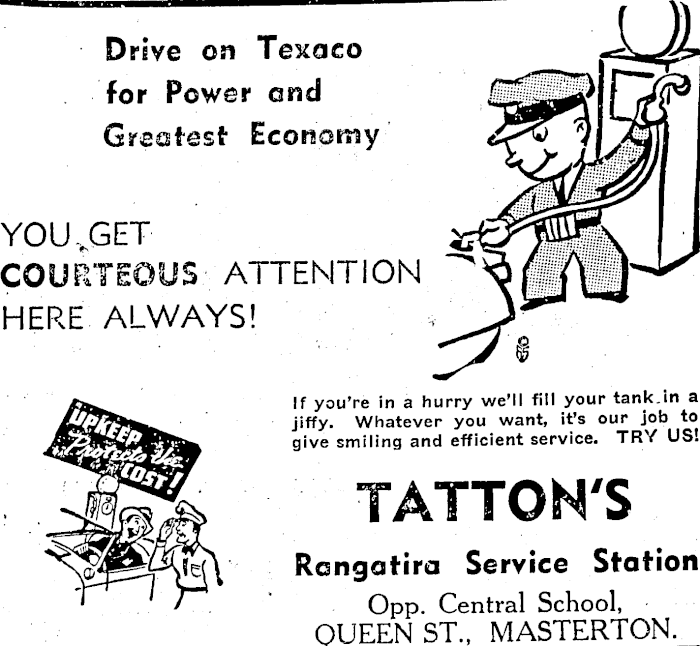 Drive on Texaco
for Power and
Greatest Economy
YOU GET
COURTEOUS ATTENTION
HERE ALWAYS!
If you're in a hurry we'll fill your tank in a
jiffy. Whatever you want, it's our job to
give smiling and efficient service. TRY US!
UPKEEP
Protects the
COST!
TATTON'S
Rangatira Service Station
Opp. Central School,
QUEEN ST., MASTERTON.